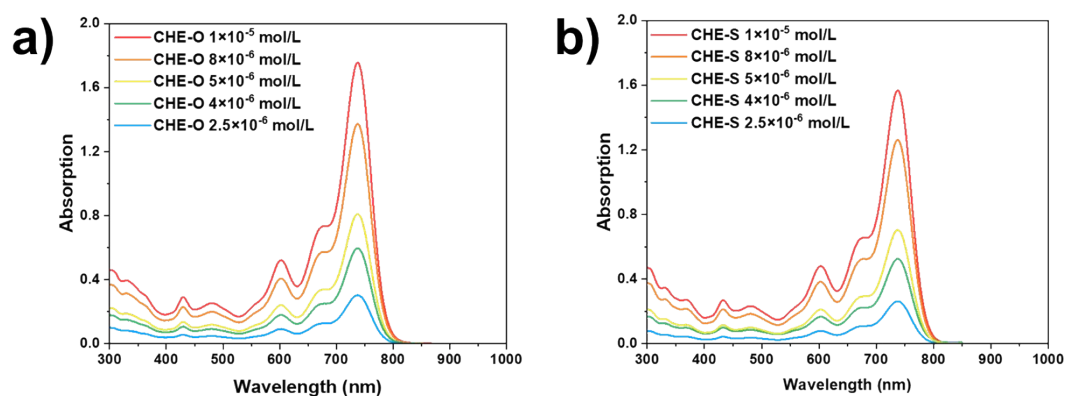 a)
CHE-O 1×10⁻⁵ mol/L
CHE-O 8×10⁻⁶ mol/L
CHE-O 5×10⁻⁶ mol/L
CHE-O 4×10⁻⁶ mol/L
CHE-O 2.5×10⁻⁶ mol/L
Absorption
2.0
1.6
1.2
0.8
0.4
0.0
300 400 500 600 700 800 900 1000
Wavelength (nm)
b)
CHE-S 1×10⁻⁵ mol/L
CHE-S 8×10⁻⁶ mol/L
CHE-S 5×10⁻⁶ mol/L
CHE-S 4×10⁻⁶ mol/L
CHE-S 2.5×10⁻⁶ mol/L
Absorption
2.0
1.6
1.2
0.8
0.4
0.0
300 400 500 600 700 800 900 1000
Wavelength (nm)